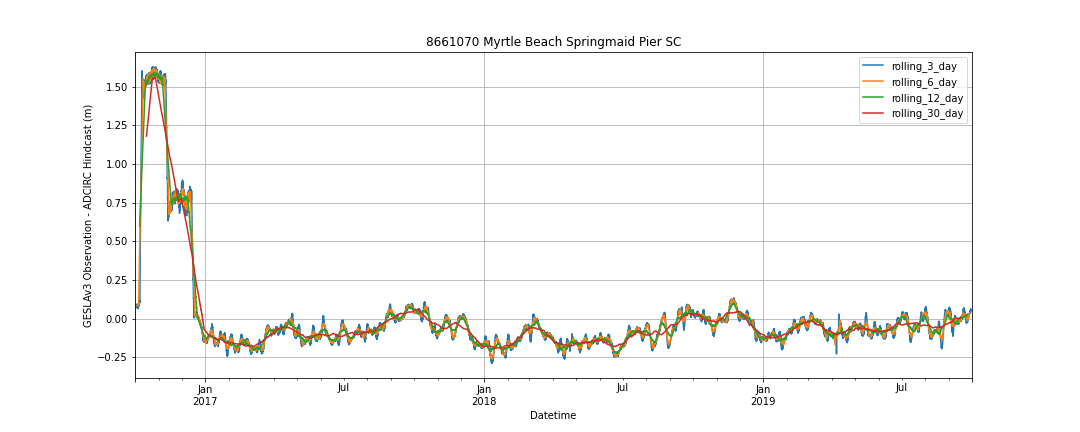 8661070 Myrtle Beach Springmaid Pier SC
rolling_3_day
rolling_6_day
rolling_12_day
rolling_30_day
GESLAv3 Observation - ADCIRC Hindcast (m)
1.50
1.25
1.00
0.75
0.50
0.25
0.00
−0.25
Jan
2017
Jul
Jan
2018
Jul
Jan
2019
Jul
Datetime